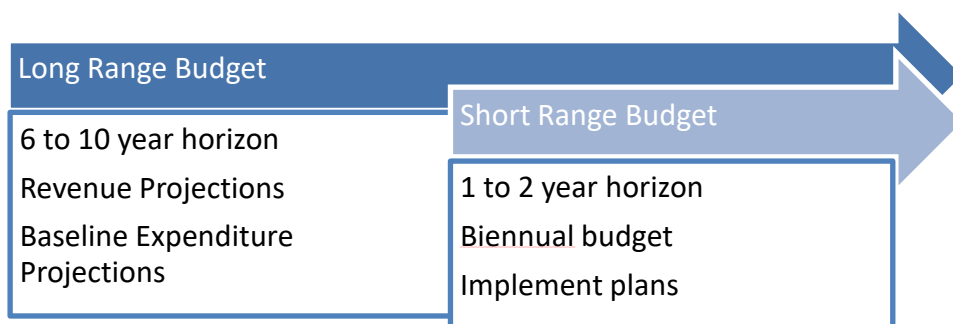 Long Range Budget
6 to 10 year horizon
Revenue Projections
Baseline Expenditure
Projections
Short Range Budget
1 to 2 year horizon
Biennual budget
Implement plans